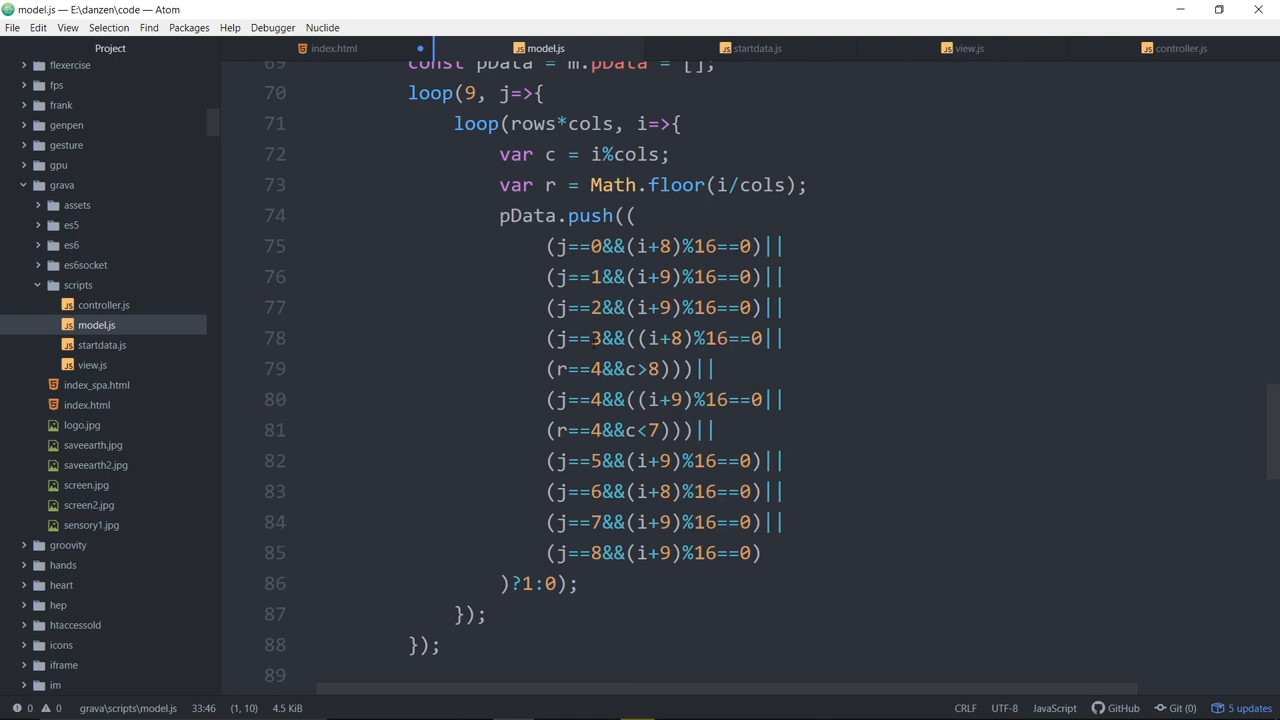 model.js — E:\danzen\code — Atom
File Edit View Selection Find Packages Help Debugger Nuclide
Project
index.html
model.js
startdata.js
view.js
controller.js
flexercise
fps
frank
genpen
gesture
gpu
grava
assets
es5
es6
es6socket
scripts
controller.js
model.js
startdata.js
view.js
index_spa.html
index.html
logo.jpg
saveearth.jpg
saveearth2.jpg
screen.jpg
screen2.jpg
sensory1.jpg
groovity
hands
heart
hep
htaccessold
icons
iframe
im
69 const pData = m.pData = [];
70 loop(9, j=>{
71 loop(rows*cols, i=>{
72 var c = i%cols;
73 var r = Math.floor(i/cols);
74 pData.push((
75 (j==0&&(i+8)%16==0)||
76 (j==1&&(i+9)%16==0)||
77 (j==2&&(i+9)%16==0)||
78 (j==3&&((i+8)%16==0||
79 (r==4&&c>8)))||
80 (j==4&&((i+9)%16==0||
81 (r==4&&c<7)))||
82 (j==5&&(i+9)%16==0)||
83 (j==6&&(i+8)%16==0)||
84 (j==7&&(i+9)%16==0)||
85 (j==8&&(i+9)%16==0)
86 )?1:0);
87 });
88 });
89
0 0 grava\scripts\model.js 33:46 (1, 10) 4.5 KiB CRLF UTF-8 JavaScript GitHub Git (0) 5 updates